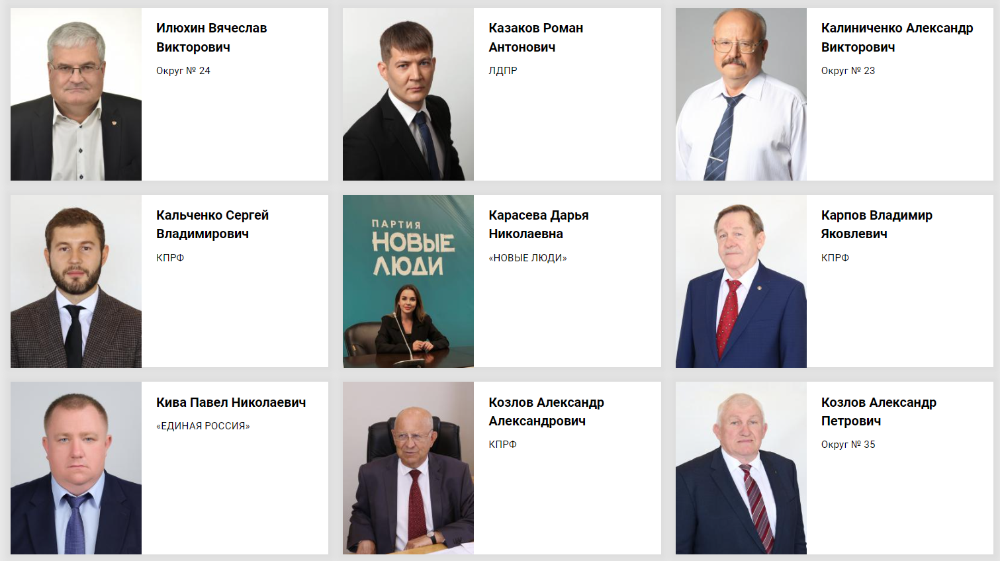 Илюхин Вячеслав
Викторович
Округ № 24
Казаков Роман
Антонович
ЛДПР
Калиниченко Александр
Викторович
Округ № 23
Кальченко Сергей
Владимирович
КПРФ
ПАРТИЯ
НОВЫЕ
ЛЮДИ
Карасева Дарья
Николаевна
«НОВЫЕ ЛЮДИ»
Карпов Владимир
Яковлевич
КПРФ
Кива Павел Николаевич
«ЕДИНАЯ РОССИЯ»
Козлов Александр
Александрович
КПРФ
Козлов Александр
Петрович
Округ № 35